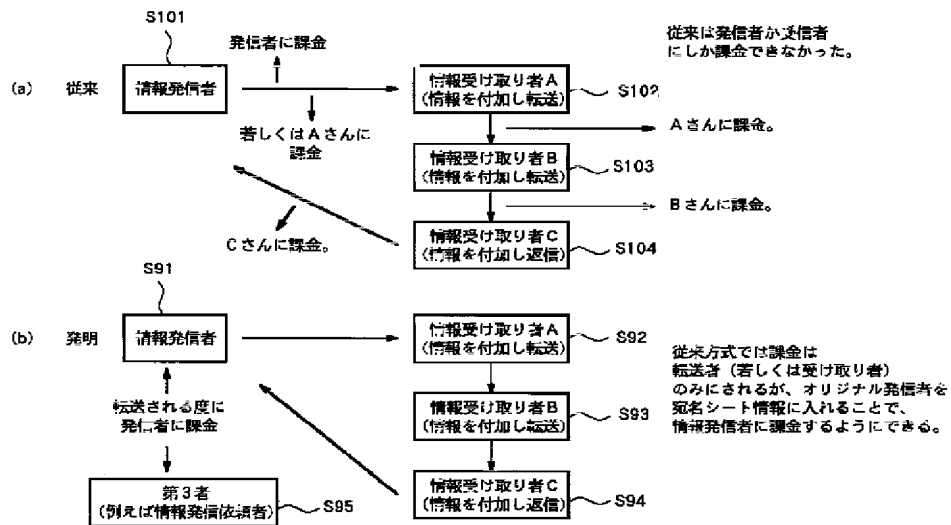 S101
発信者に課金
従来は発信者か受信者
にしか課金できなかった。
(a) 従来
情報発信者
情報受け取り者A
(情報を付加し転送)
S102
若しくはAさんに
課金
Aさんに課金。
情報受け取り者B
(情報を付加し転送)
S103
Bさんに課金。
Cさんに課金。
情報受け取り者C
(情報を付加し返信)
S104
S91
(b) 発明
情報発信者
情報受け取り者A
(情報を付加し転送)
S92
従来方式では課金は
転送者(若しくは受け取り者)
のみにされるが、オリジナル発信者を
宛名シート情報に入れることで、
情報発信者に課金するようにできる。
転送される度に
発信者に課金
情報受け取り者B
(情報を付加し転送)
S93
第3者
(例えば情報発信依頼者)
S95
情報受け取り者C
(情報を付加し返信)
S94